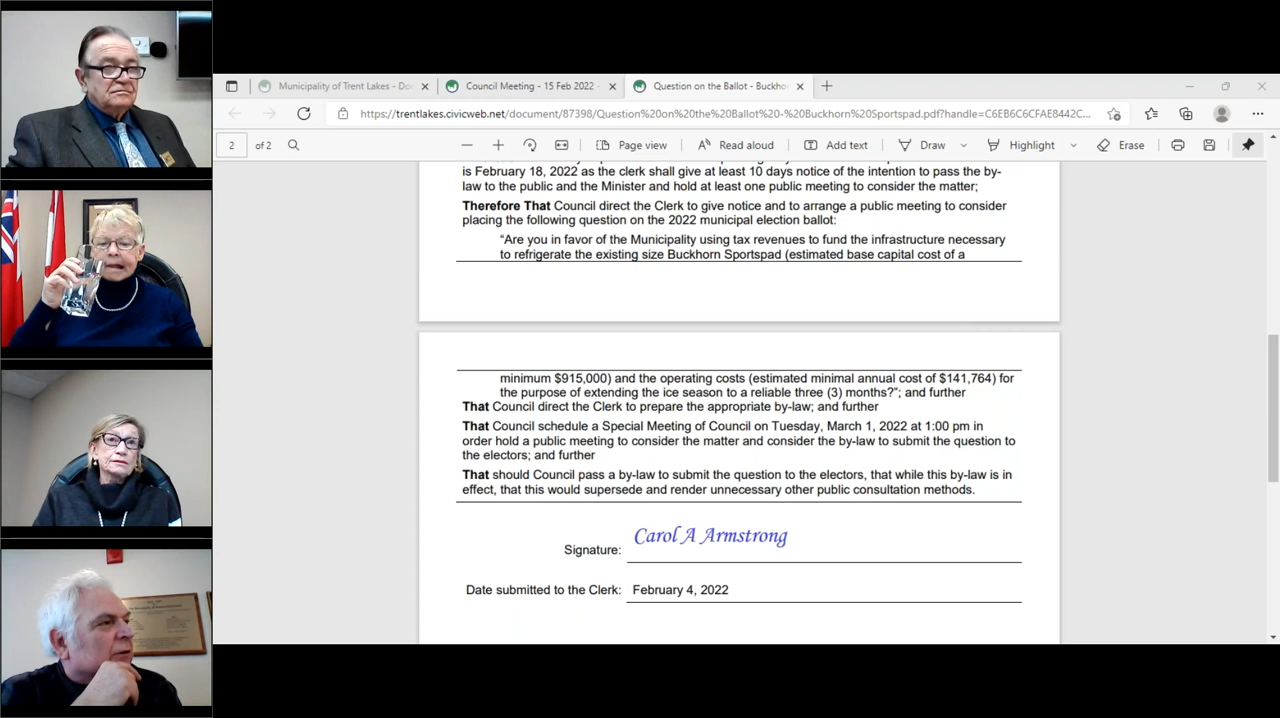 Municipality of Trent Lakes - Doc
Council Meeting - 15 Feb 2022 -
Question on the Ballot - Buckho
https://trentlakes.civicweb.net/document/87398/Question%20on%20the%20Ballot%20-%20Buckhorn%20Sportspad.pdf?handle=C6EB6C6CFAE8442C...
2 of 2
Page view
Read aloud
Add text
Draw
Highlight
Erase
is February 18, 2022 as the clerk shall give at least 10 days notice of the intention to pass the by-
law to the public and the Minister and hold at least one public meeting to consider the matter;
Therefore That Council direct the Clerk to give notice and to arrange a public meeting to consider
placing the following question on the 2022 municipal election ballot:
“Are you in favor of the Municipality using tax revenues to fund the infrastructure necessary
to refrigerate the existing size Buckhorn Sportspad (estimated base capital cost of a
minimum $915,000) and the operating costs (estimated minimal annual cost of $141,764) for
the purpose of extending the ice season to a reliable three (3) months?”; and further
That Council direct the Clerk to prepare the appropriate by-law; and further
That Council schedule a Special Meeting of Council on Tuesday, March 1, 2022 at 1:00 pm in
order hold a public meeting to consider the matter and consider the by-law to submit the question to
the electors; and further
That should Council pass a by-law to submit the question to the electors, that while this by-law is in
effect, that this would supersede and render unnecessary other public consultation methods.
Signature: Carol A Armstrong
Date submitted to the Clerk: February 4, 2022